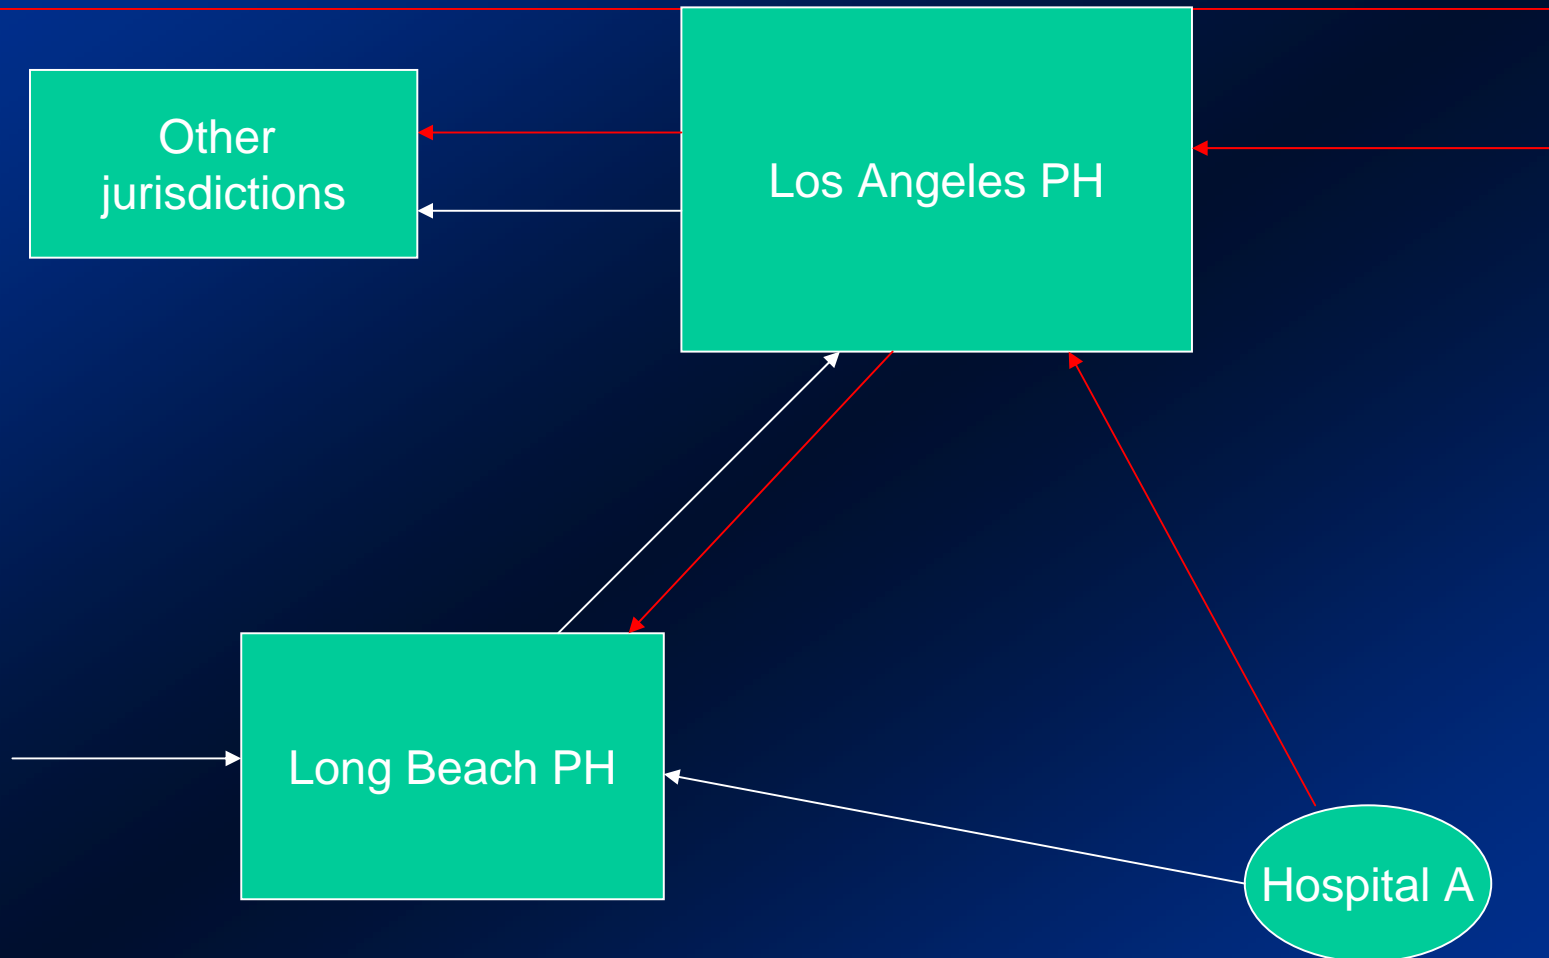 Other
jurisdictions
Los Angeles PH
Long Beach PH
Hospital A